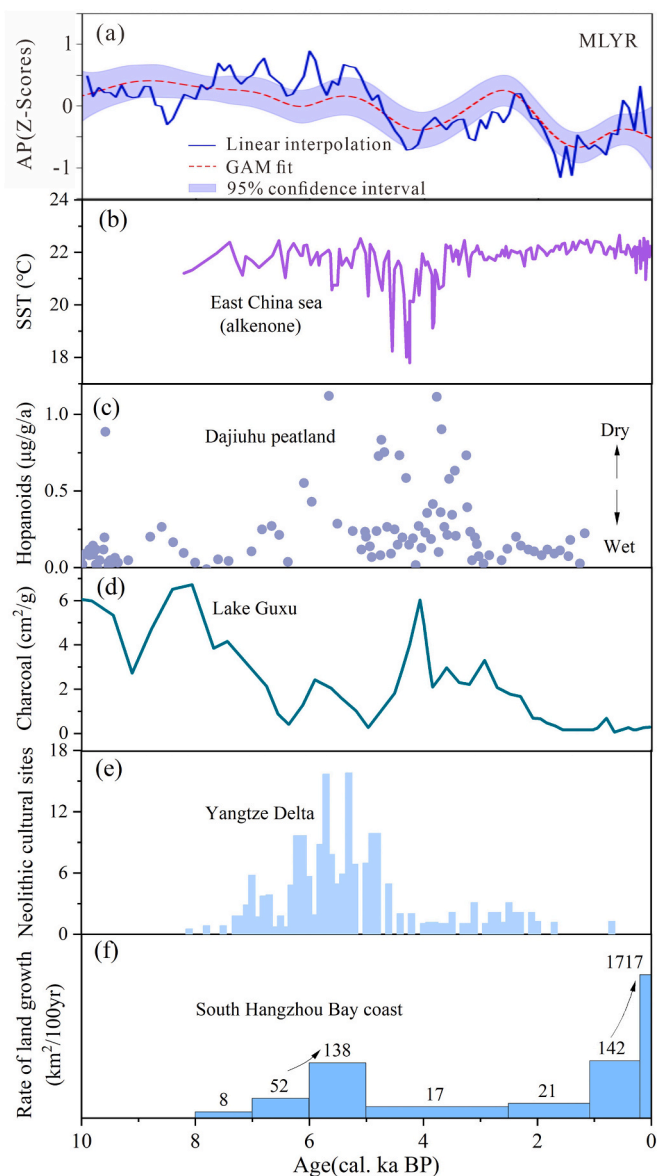 (a)
MLYR
AP(Z-Scores)
1
0
-1
Linear interpolation
GAM fit
95% confidence interval
(b)
SST (°C)
24
22
20
18
East China sea
(alkenone)
(c)
Hopanoids (μg/g/a)
1.0
0.5
0.0
Dajiuhu peatland
Dry
Wet
(d)
Charcoal (cm²/g)
6
4
2
0
Lake Guxu
(e)
Neolithic cultural sites
18
12
6
0
Yangtze Delta
(f)
Rate of land growth
(km²/100yr)
South Hangzhou Bay coast
8
52
138
17
21
142
1717
10
8
6
4
2
0
Age(cal. ka BP)